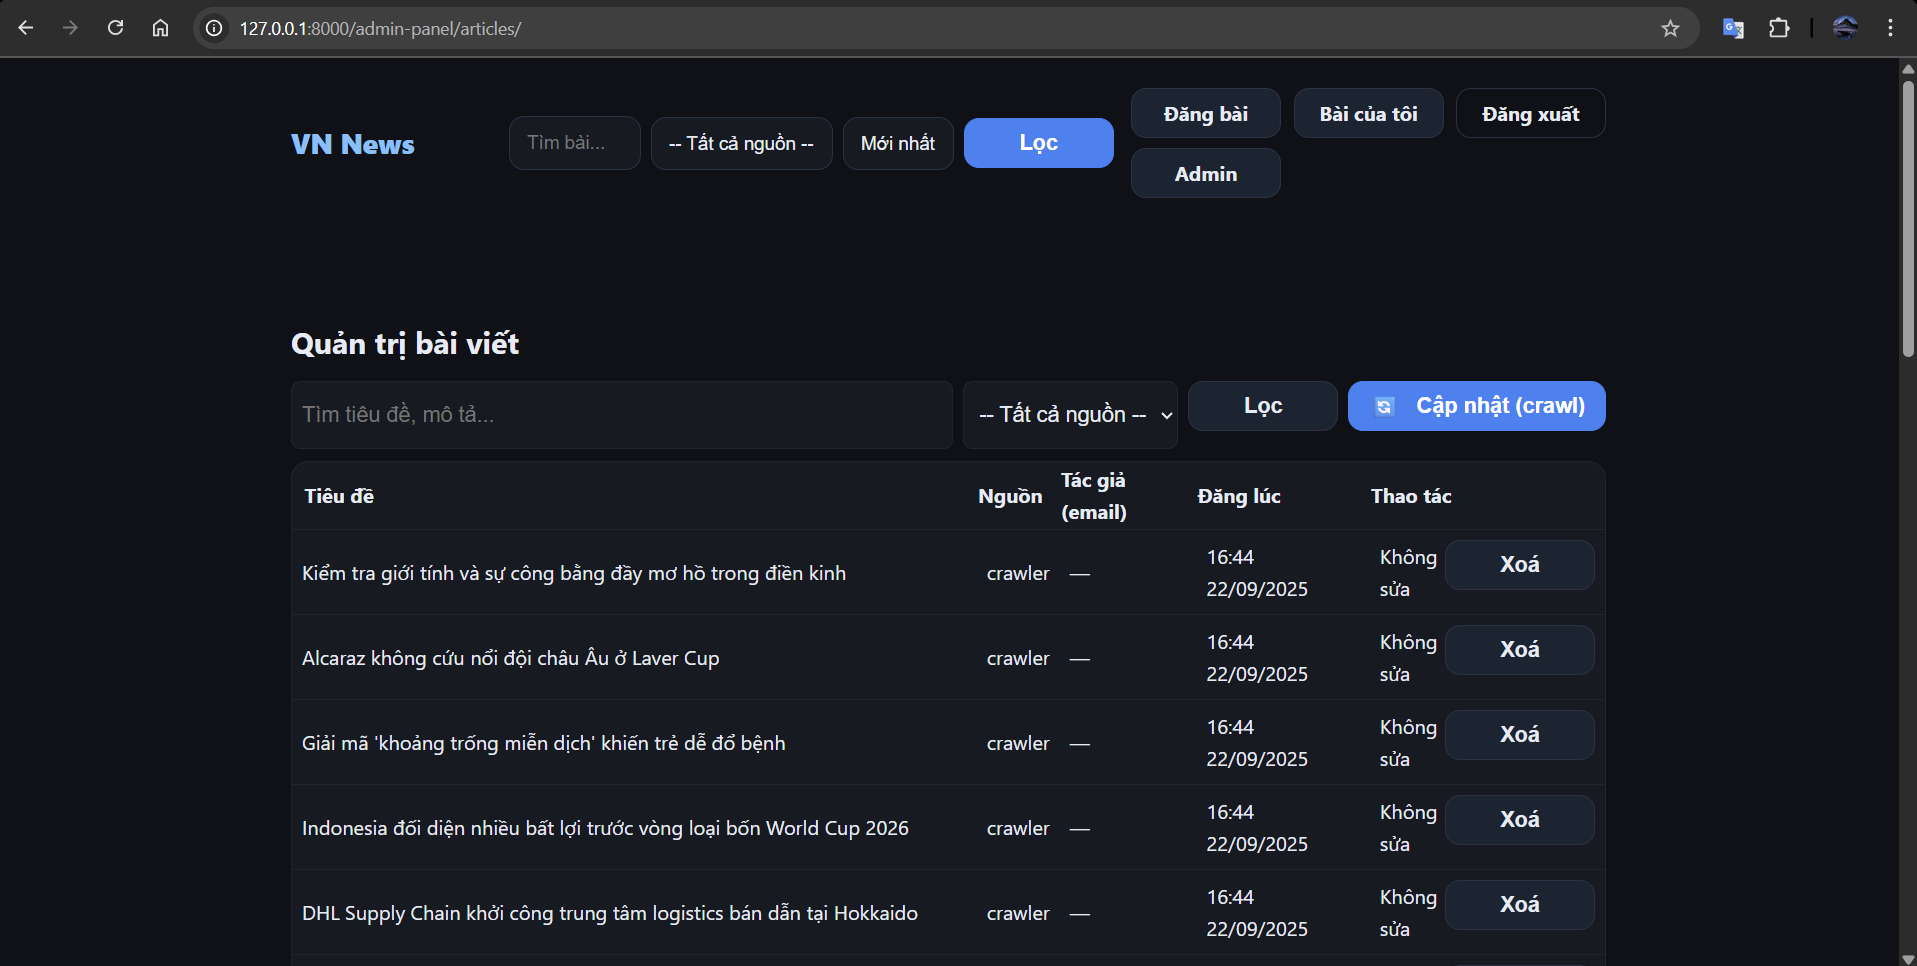 127.0.0.1:8000/admin-panel/articles/
VN News
Tìm bài...
-- Tất cả nguồn --
Mới nhất
Lọc
Đăng bài
Bài của tôi
Đăng xuất
Admin
Quản trị bài viết
Tìm tiêu đề, mô tả...
-- Tất cả nguồn --
Lọc
Cập nhật (crawl)
Tiêu đề
Nguồn
Tác giả
(email)
Đăng lúc
Thao tác
Kiểm tra giới tính và sự công bằng đầy mơ hồ trong điền kinh
crawler
—
16:44
22/09/2025
Không
sửa
Xoá
Alcaraz không cứu nổi đội châu Âu ở Laver Cup
crawler
—
16:44
22/09/2025
Không
sửa
Xoá
Giải mã 'khoảng trống miễn dịch' khiến trẻ dễ đổ bệnh
crawler
—
16:44
22/09/2025
Không
sửa
Xoá
Indonesia đối diện nhiều bất lợi trước vòng loại bốn World Cup 2026
crawler
—
16:44
22/09/2025
Không
sửa
Xoá
DHL Supply Chain khởi công trung tâm logistics bán dẫn tại Hokkaido
crawler
—
16:44
22/09/2025
Không
sửa
Xoá